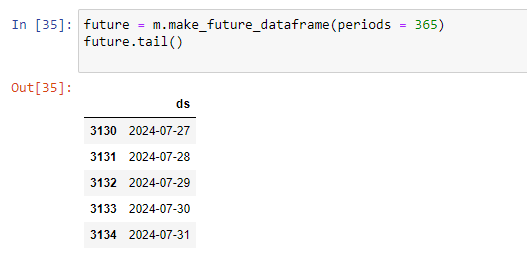 In [35]: future = m.make_future_dataframe(periods = 365)
future.tail()
Out[35]:
ds
3130 2024-07-27
3131 2024-07-28
3132 2024-07-29
3133 2024-07-30
3134 2024-07-31